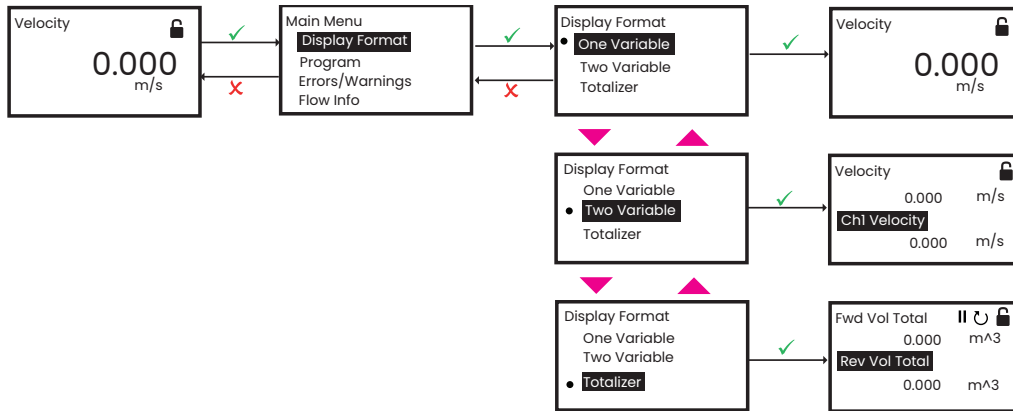 Velocity
0.000
m/s
Main Menu
Display Format
Program
Errors/Warnings
Flow Info
Display Format
One Variable
Two Variable
Totalizer
Velocity
0.000
m/s
Display Format
One Variable
Two Variable
Totalizer
Velocity
0.000 m/s
Ch1 Velocity
0.000 m/s
Display Format
One Variable
Two Variable
Totalizer
Fwd Vol Total
0.000 m^3
Rev Vol Total
0.000 m^3